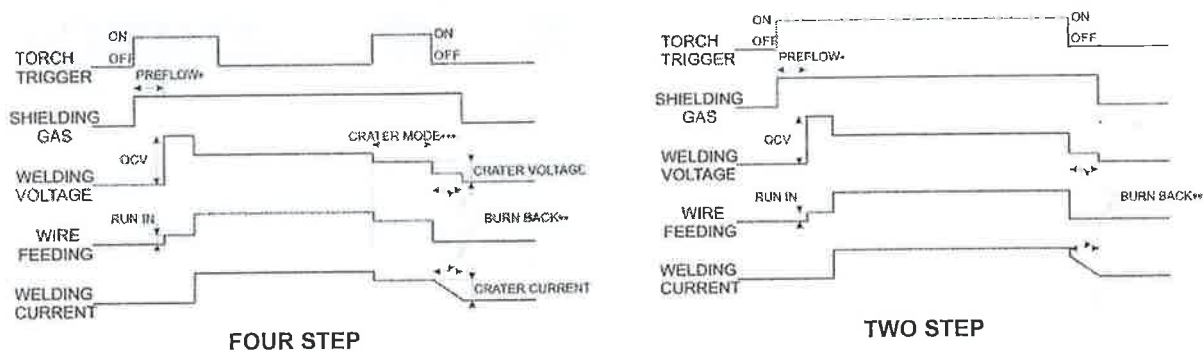 ON
ON
OFF
OFF
TORCH
TRIGGER
PREFLOW*
SHIELDING
GAS
OCV
CRATER MODE***
CRATER VOLTAGE
WELDING
VOLTAGE
RUN IN
BURN BACK**
WIRE
FEEDING
CRATER CURRENT
WELDING
CURRENT
FOUR STEP
ON
ON
OFF
OFF
TORCH
TRIGGER
PREFLOW*
SHIELDING
GAS
OCV
WELDING
VOLTAGE
RUN IN
BURN BACK**
WIRE
FEEDING
WELDING
CURRENT
TWO STEP